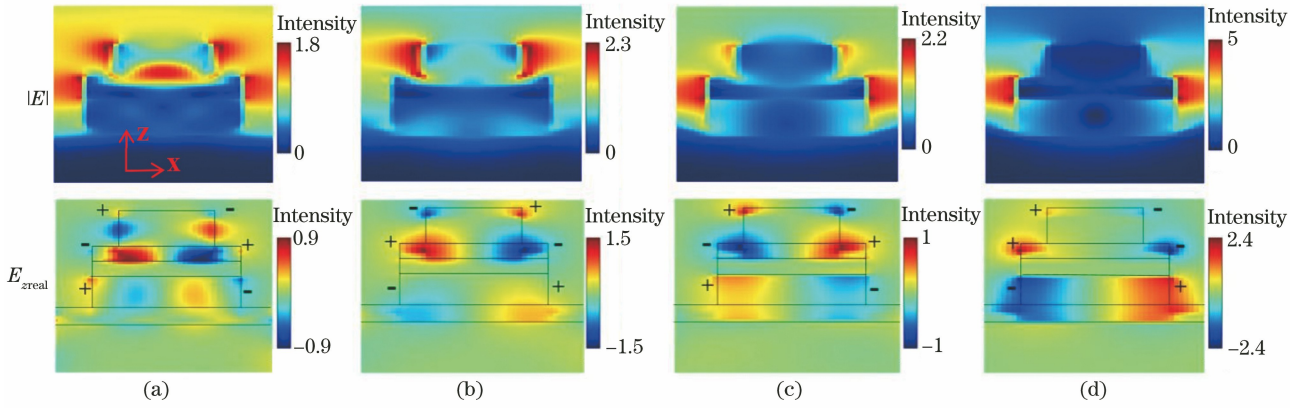 Intensity
1.8
0
Intensity
2.3
0
Intensity
2.2
0
Intensity
5
0
|E|
Z
X
Intensity
0.9
−0.9
Intensity
1.5
−1.5
Intensity
1
−1
Intensity
2.4
−2.4
E_zreal
+ −
− +
+ −
− +
+ −
+ −
− +
+ −
+ −
+ −
− +
(a)
(b)
(c)
(d)